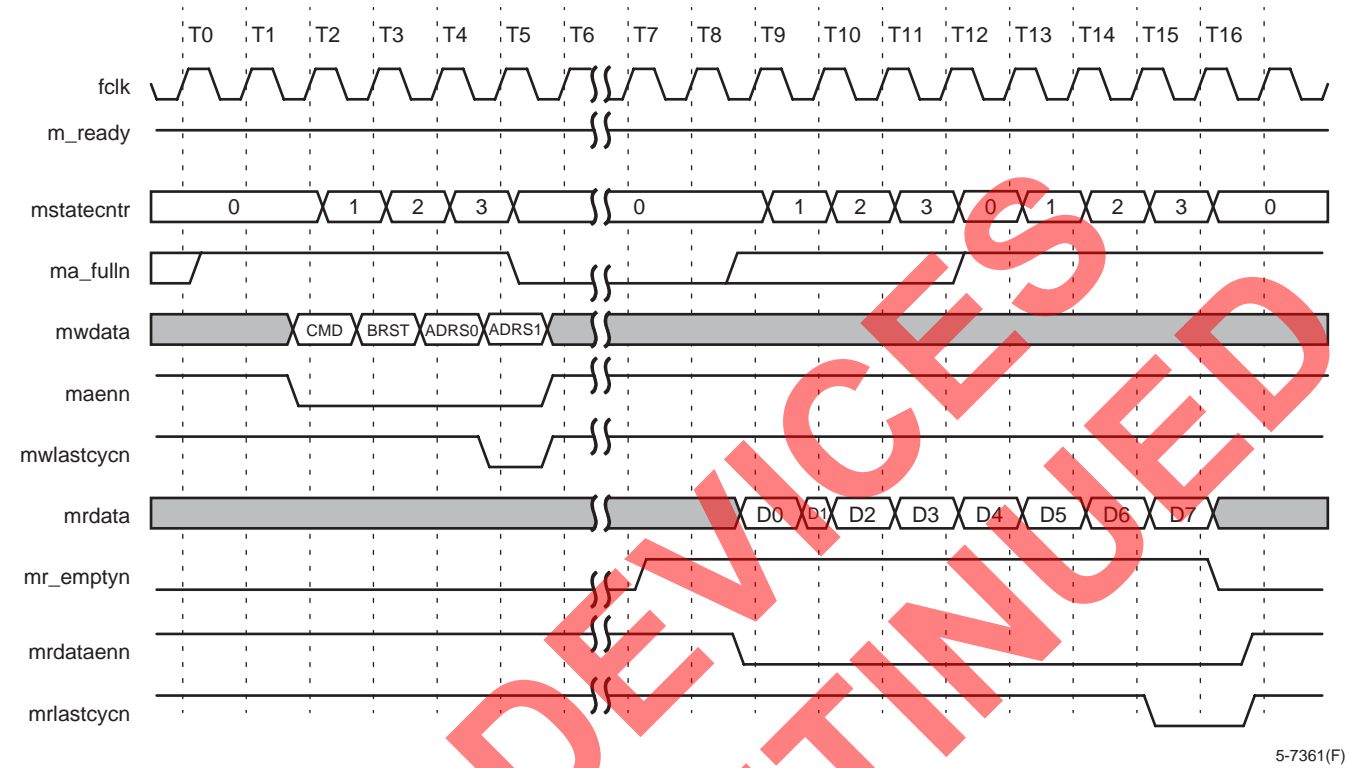 T0 T1 T2 T3 T4 T5 T6 T7 T8 T9 T10 T11 T12 T13 T14 T15 T16
fclk
m_ready
mstatecntr 0 1 2 3 0 1 2 3 0 1 2 3 0
ma_fulln
mwdata CMD BRST ADRS0 ADRS1
maenn
mwlastcycn
mrdata D0 D1 D2 D3 D4 D5 D6 D7
mr_emptyn
mrdataenn
mrlastcycn
5-7361(F)
DEVICES
TINUED